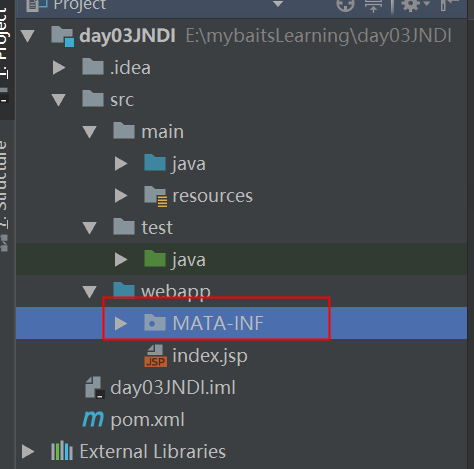 Project
day03JNDI E:\mybaitsLearning\day03JNDI
.idea
src
main
java
resources
test
java
webapp
MATA-INF
index.jsp
day03JNDI.iml
pom.xml
External Libraries
1: Project
7: Structure